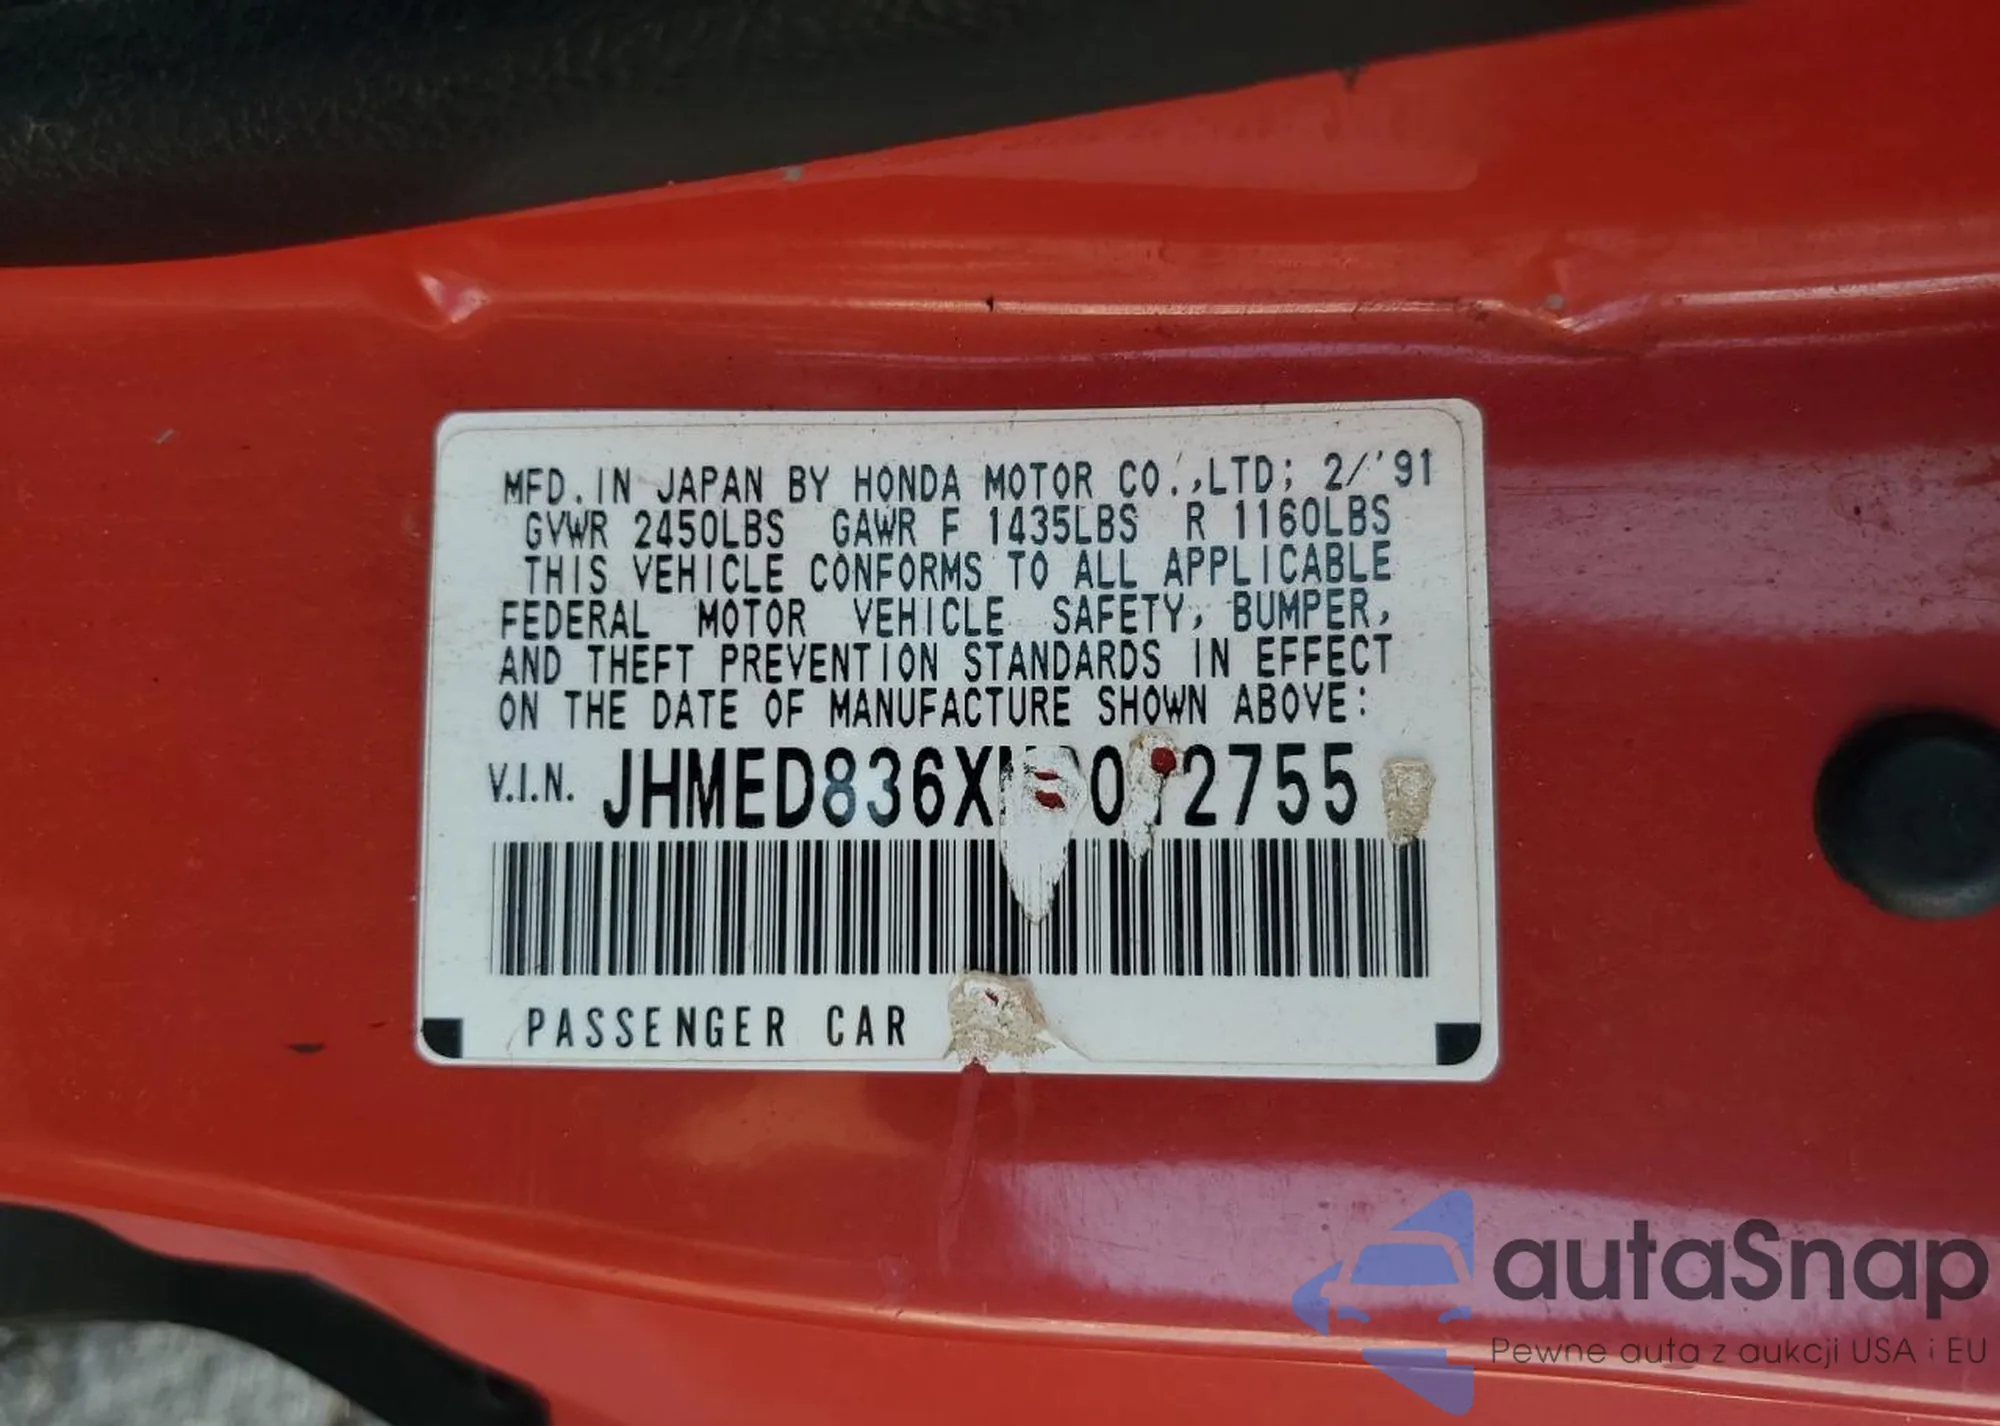 MFD. IN JAPAN BY HONDA MOTOR CO., LTD; 2/'91
GVWR 2450LBS GAWR F 1435LBS R 1160LBS
THIS VEHICLE CONFORMS TO ALL APPLICABLE
FEDERAL MOTOR VEHICLE SAFETY, BUMPER,
AND THEFT PREVENTION STANDARDS IN EFFECT
ON THE DATE OF MANUFACTURE SHOWN ABOVE:
V.I.N.
PASSENGER CAR
autaSnap
Pewne auta z aukcji USA i EU